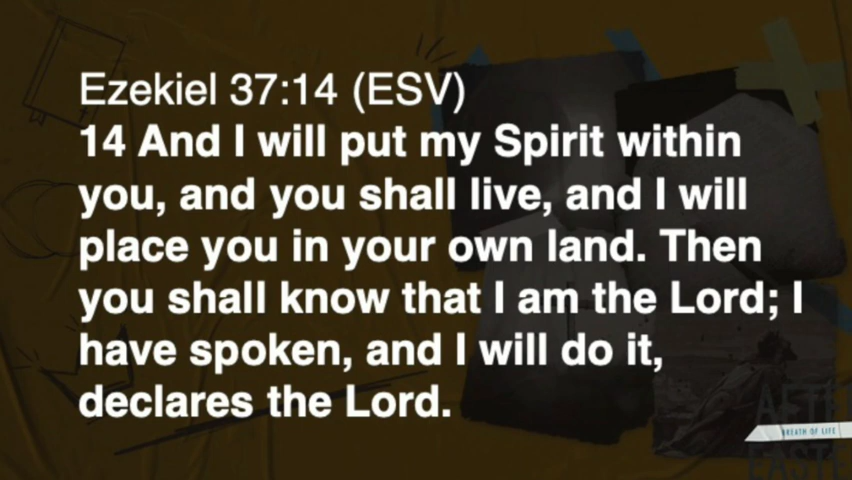 Ezekiel 37:14 (ESV)
14 And I will put my Spirit within
you, and you shall live, and I will
place you in your own land. Then
you shall know that I am the Lord; I
have spoken, and I will do it,
declares the Lord.
AFTER
BREATH OF LIFE
EASTE